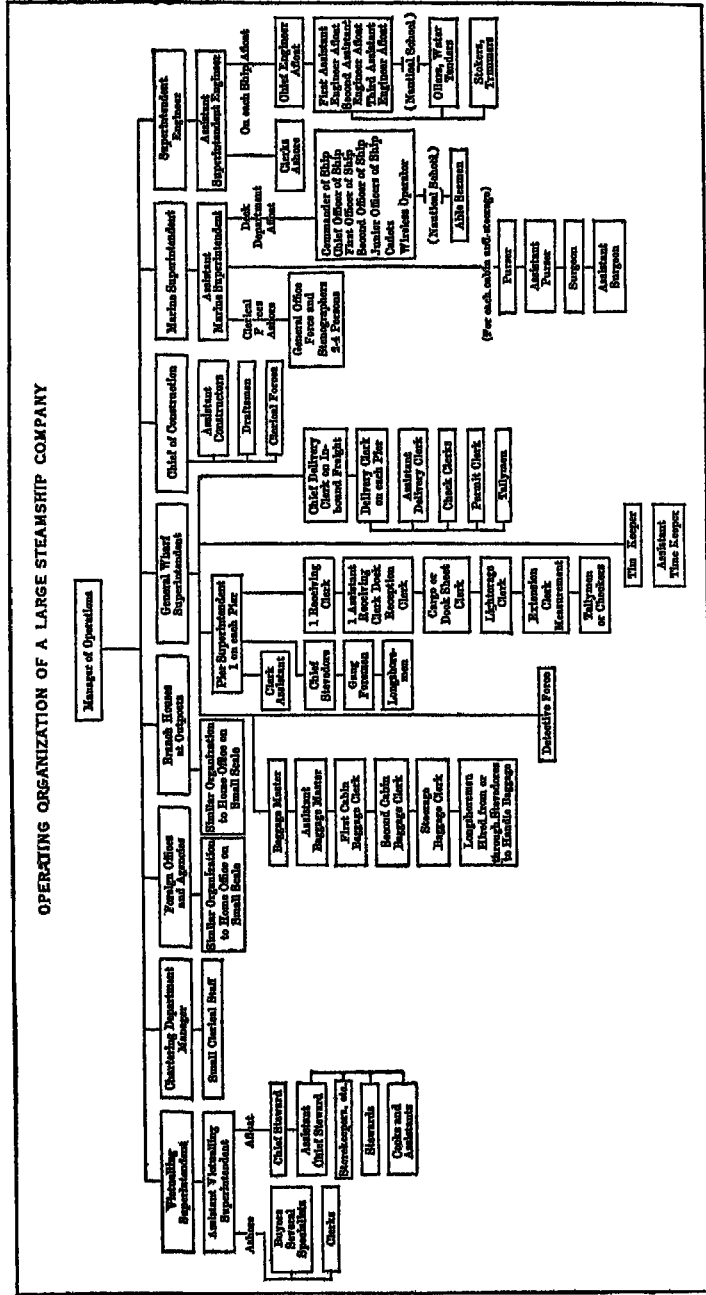 OPERATING ORGANIZATION OF A LARGE STEAMSHIP COMPANY
Manager of Operations
Victualling
Superintendent
Assistant Victualling
Superintendent
Ashore
Buyers
Several
Specialists
Clerks
Afloat
Chief Steward
Assistant
Chief Steward
Storekeepers, etc.
Stewards
Cooks and
Assistants
Chartering Department
Manager
Small Clerical Staff
Foreign Offices
and Agencies
Similar Organization
to Home Office on
Small Scale
Branch Houses
at Outports
Similar Organization
to Home Office on
Small Scale
General Wharf
Superintendent
Baggage Master
Assistant
Baggage Master
First Cabin
Baggage Clerk
Second Cabin
Baggage Clerk
Steerage
Baggage Clerk
Longshoremen
Hired from or
through Stevedores
to Handle Baggage
Detective Force
Pier Superintendent
1 on each Pier
Clerk
Assistant
Chief
Stevedore
Gang
Foremen
Longshore-
men
1 Receiving
Clerk
1 Assistant
Receiving
Clerk Dock
Reception
Clerk
Cargo or
Dock Sheet
Clerk
Lighterage
Clerk
Extension
Clerk
Measurement
Tallymen
or Checkers
Tim Keeper
Assistant
Time Keeper
Chief Delivery
Clerk on In-
bound Freight
Delivery Clerk
on each Pier
Assistant
Delivery Clerk
Check Clerks
Permit Clerk
Tallymen
Chief of Construction
Assistant
Constructors
Draftsmen
Clerical Forces
Marine Superintendent
Assistant
Marine Superintendent
Clerical
F rces
Ashore
General Office
Force and
Stenographers
2-4 Persons
Deck
Department
Afloat
Commander of Ship
Chief Officer of Ship
First Officer of Ship
Second Officer of Ship
Junior Officers of Ship
Cadets
Wireless Operator
(Nautical School)
Able Seamen
(For each cabin and steerage)
Purser
Assistant
Purser
Surgeon
Assistant
Surgeon
Superintendent
Engineer
Assistant
Superintendent Engineer
Clerks
Ashore
On each Ship Afloat
Chief Engineer
Afloat
First Assistant
Engineer Afloat
Second Assistant
Engineer Afloat
Third Assistant
Engineer Afloat
(Nautical School)
Oilers, Water
Tenders
Stokers,
Trimmers